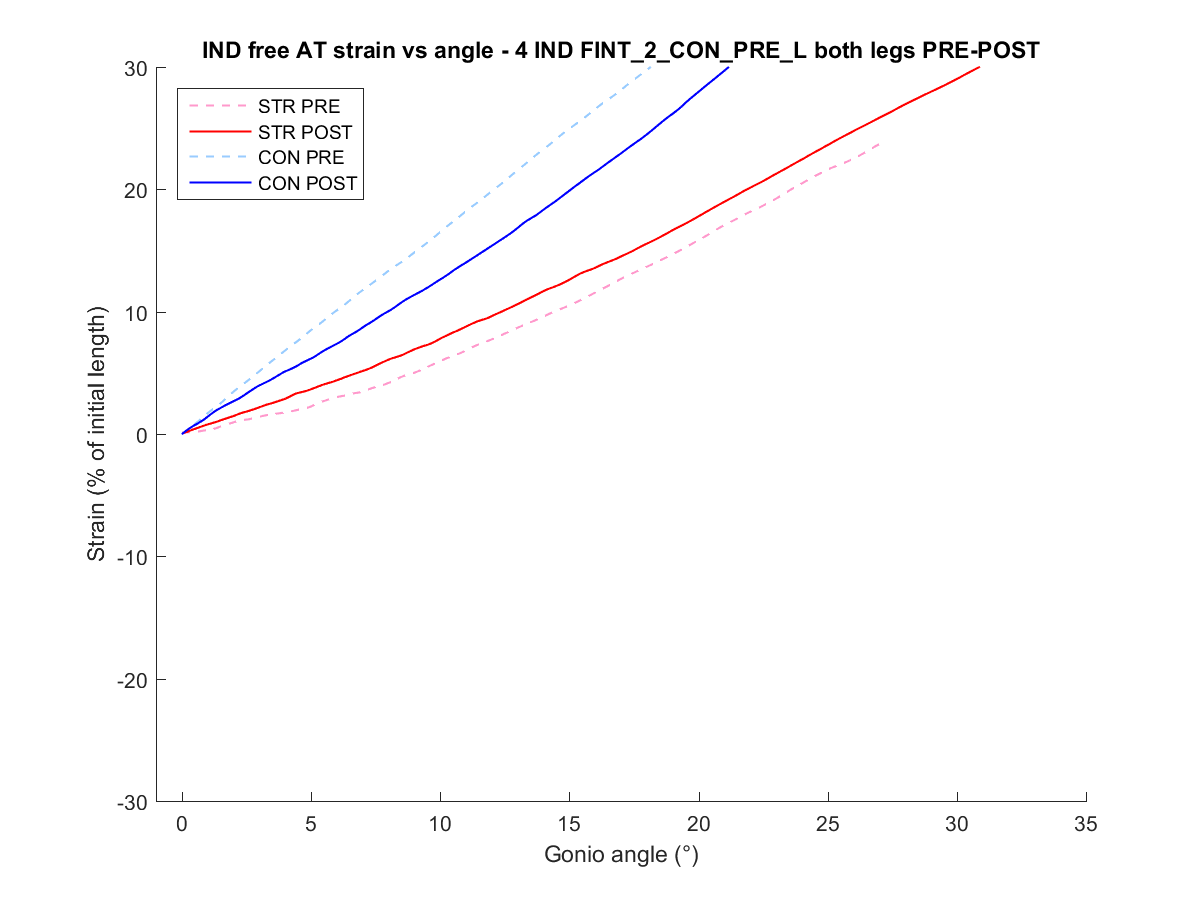 IND free AT strain vs angle - 4 IND FINT_2_CON_PRE_L both legs PRE-POST
STR PRE
STR POST
CON PRE
CON POST
Strain (% of initial length)
30
20
10
0
-10
-20
-30
0 5 10 15 20 25 30 35
Gonio angle (°)